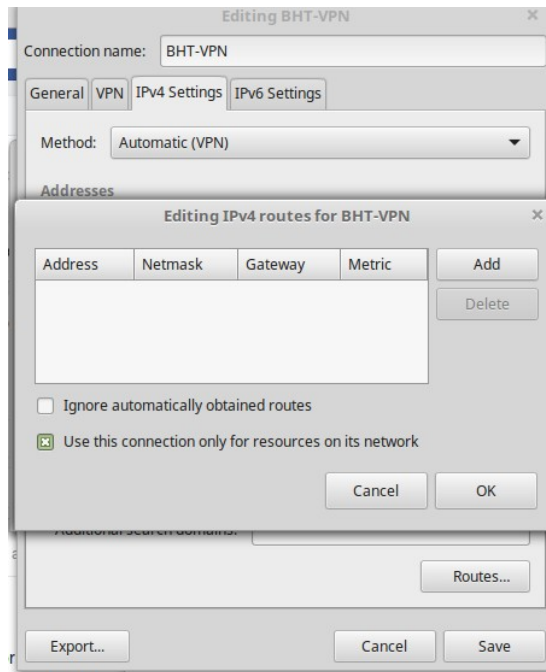 Editing BHT-VPN
Connection name: BHT-VPN
General VPN IPv4 Settings IPv6 Settings
Method: Automatic (VPN)
Addresses
Editing IPv4 routes for BHT-VPN
Address Netmask Gateway Metric Add
Delete
Ignore automatically obtained routes
Use this connection only for resources on its network
Cancel OK
Additional search domains:
Routes...
Export... Cancel Save